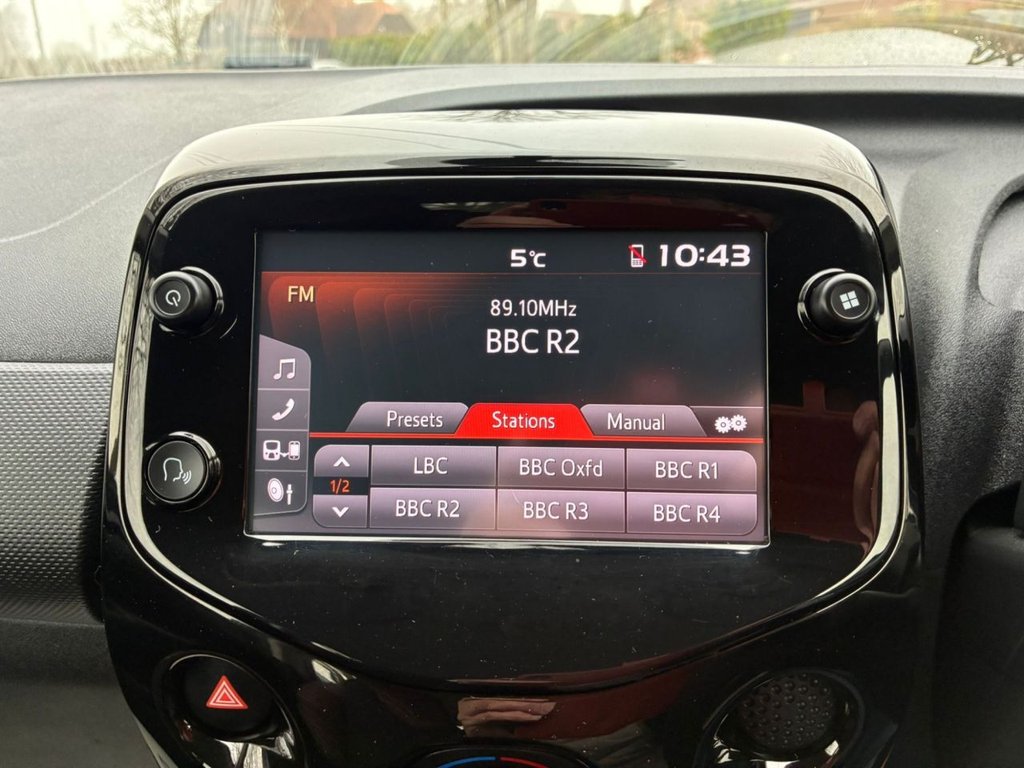 5°C 10:43
FM
89.10MHz
BBC R2
Presets Stations Manual
LBC BBC Oxfd BBC R1
1/2
BBC R2 BBC R3 BBC R4